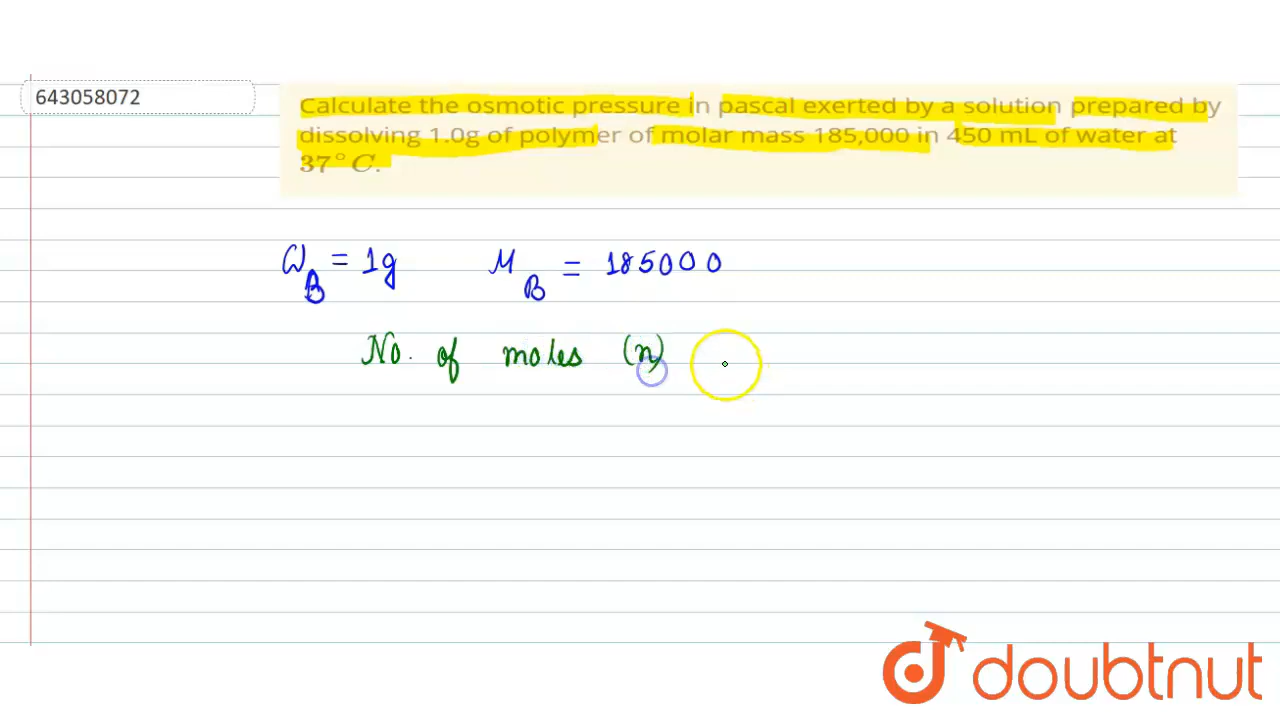 643058072
Calculate the osmotic pressure in pascal exerted by a solution prepared by
dissolving 1.0g of polymer of molar mass 185,000 in 450 mL of water at
37°C.
W_B = 1g M_B = 185000
No. of moles (n)
doubtnut